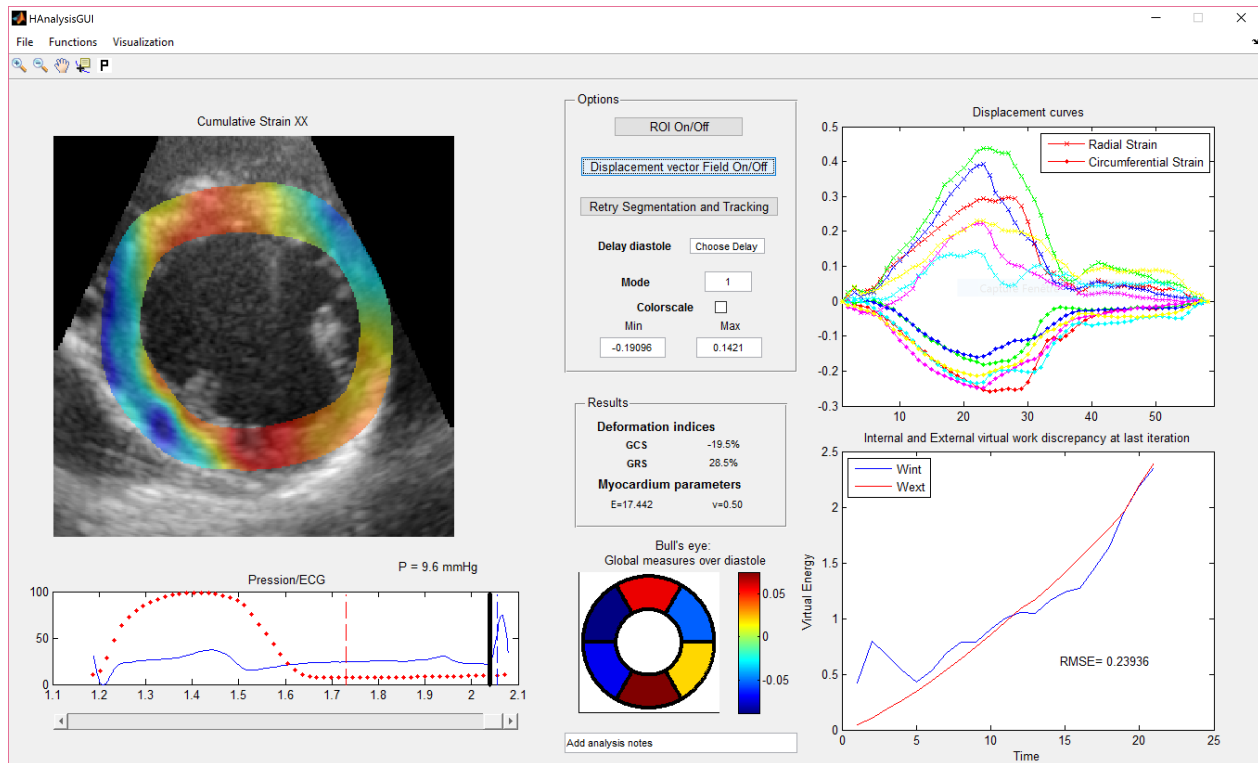 HAnalysisGUI
File Functions Visualization
P
Cumulative Strain XX
P = 9.6 mmHg
Pression/ECG
100
50
0
1.1 1.2 1.3 1.4 1.5 1.6 1.7 1.8 1.9 2 2.1
Options
ROI On/Off
Displacement vector Field On/Off
Retry Segmentation and Tracking
Delay diastole Choose Delay
Mode 1
Colorscale
Min Max
-0.19096 0.1421
Results
Deformation indices
GCS -19.5%
GRS 28.5%
Myocardium parameters
E=17.442 v=0.50
Bull's eye:
Global measures over diastole
0.05
0
-0.05
Add analysis notes
Displacement curves
Radial Strain
Circumferential Strain
0.5
0.4
0.3
0.2
0.1
0
-0.1
-0.2
-0.3
10 20 30 40 50
Internal and External virtual work discrepancy at last iteration
Wint
Wext
Virtual Energy
2.5
2
1.5
1
0.5
0
RMSE= 0.23936
0 5 10 15 20 25
Time